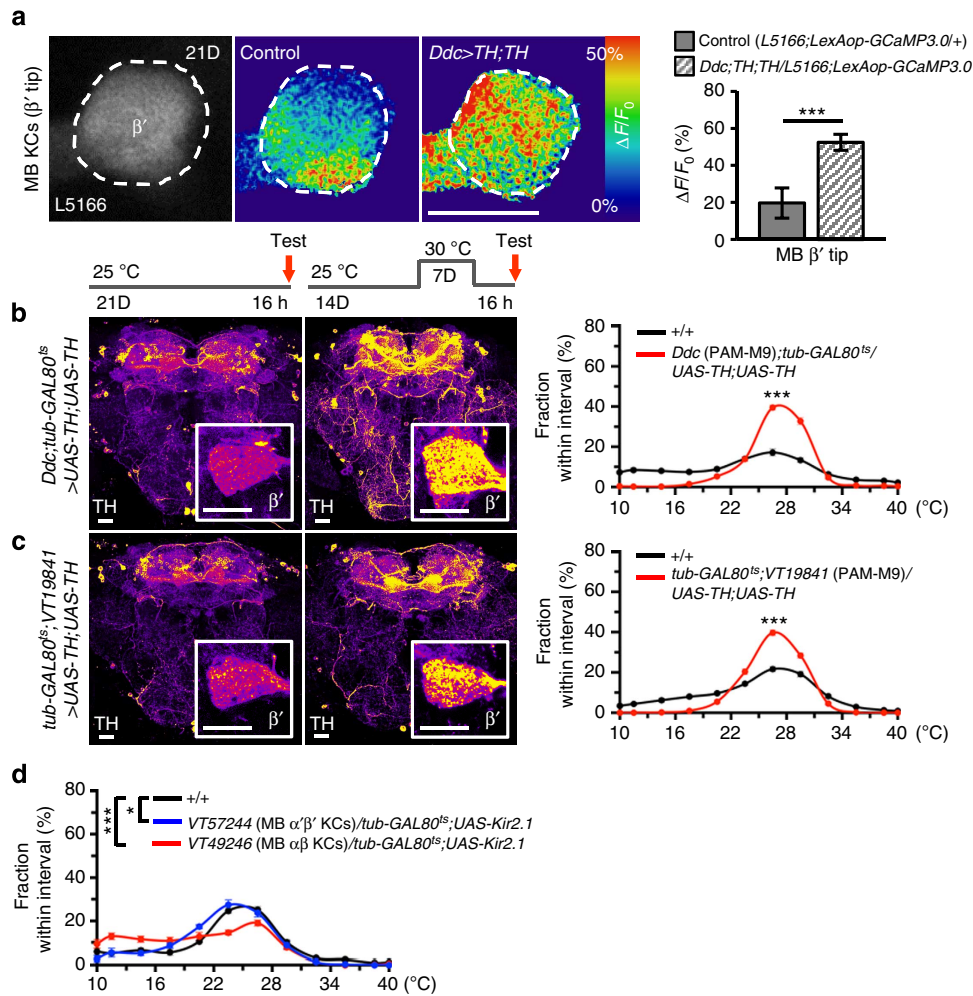 a
MB KCs (β′ tip)
21D
β′
L5166
Control
Ddc>TH;TH
50%
ΔF/F0
0%
Control (L5166;LexAop-GCaMP3.0/+)
Ddc;TH;TH/L5166;LexAop-GCaMP3.0
ΔF/F0 (%)
80
60
40
20
0
***
MB β′ tip
Test
25 °C
21D
16 h
Test
25 °C
30 °C
7D
14D
16 h
b
Ddc;tub-GAL80ts
>UAS-TH;UAS-TH
TH
β′
TH
β′
Fraction
within interval (%)
80
60
40
20
0
+/+
Ddc (PAM-M9);tub-GAL80ts/
UAS-TH;UAS-TH
***
10 16 22 28 34 40 (°C)
c
tub-GAL80ts;VT19841
>UAS-TH;UAS-TH
TH
β′
TH
β′
Fraction
within interval (%)
80
60
40
20
0
+/+
tub-GAL80ts;VT19841 (PAM-M9)/
UAS-TH;UAS-TH
***
10 16 22 28 34 40 (°C)
d
Fraction
within interval (%)
80
60
40
20
0
***
*
+/+
VT57244 (MB α′β′ KCs)/tub-GAL80ts;UAS-Kir2.1
VT49246 (MB αβ KCs)/tub-GAL80ts;UAS-Kir2.1
10 16 22 28 34 40 (°C)